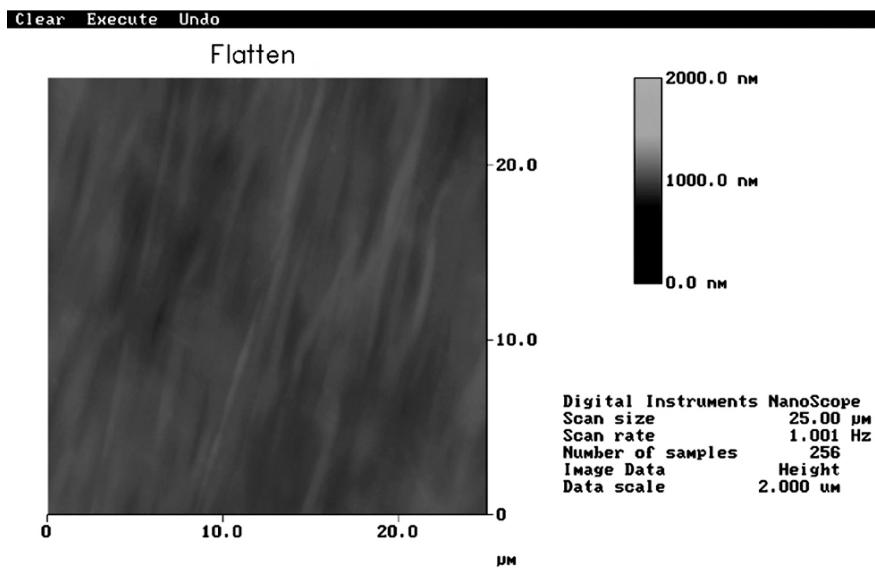 Clear Execute Undo
Flatten
2000.0 nm
1000.0 nm
0.0 nm
20.0
10.0
0
0 10.0 20.0
µm
Digital Instruments NanoScope
Scan size 25.00 µm
Scan rate 1.001 Hz
Number of samples 256
Image Data Height
Data scale 2.000 um